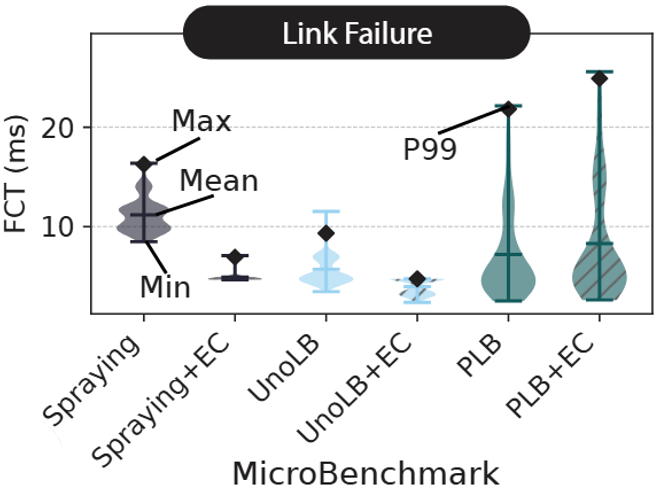 Link Failure
FCT (ms)
20
10
Max
Mean
Min
P99
Spraying
Spraying+EC
UnoLB
UnoLB+EC
PLB
PLB+EC
MicroBenchmark